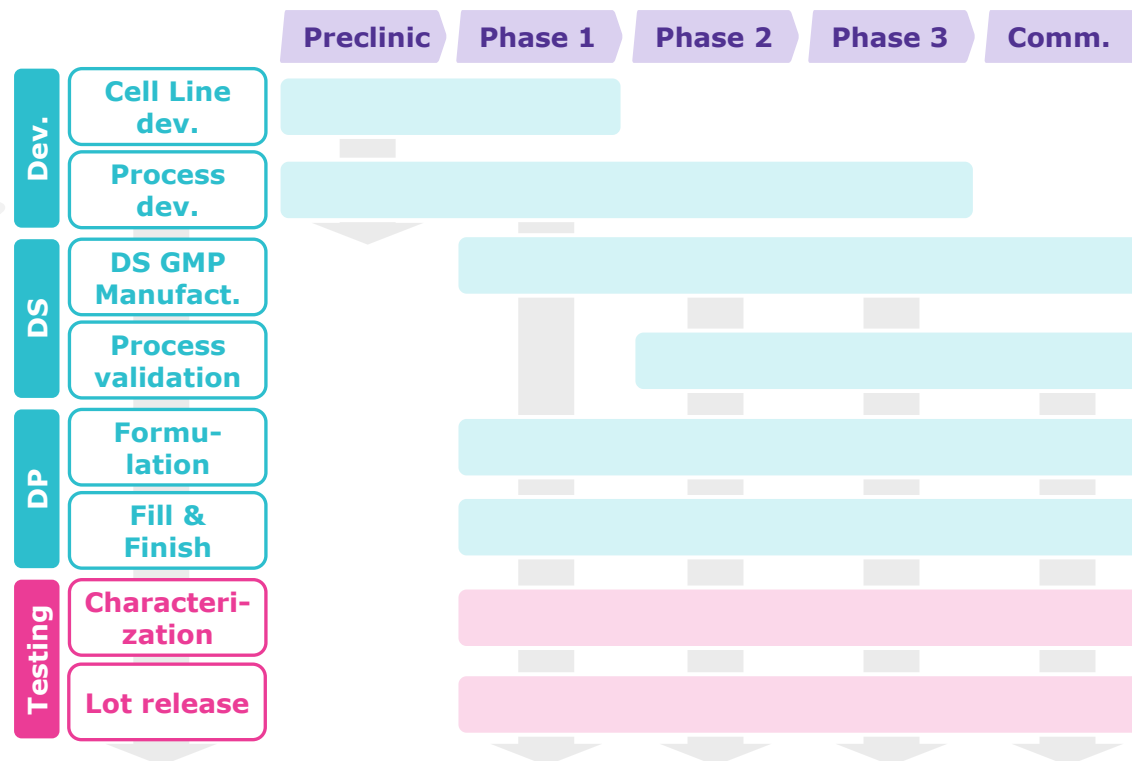 Preclinic Phase 1 Phase 2 Phase 3 Comm.
Dev.
Cell Line
dev.
Process
dev.
DS
DS GMP
Manufact.
Process
validation
DP
Formu-
lation
Fill &
Finish
Testing
Characteri-
zation
Lot release